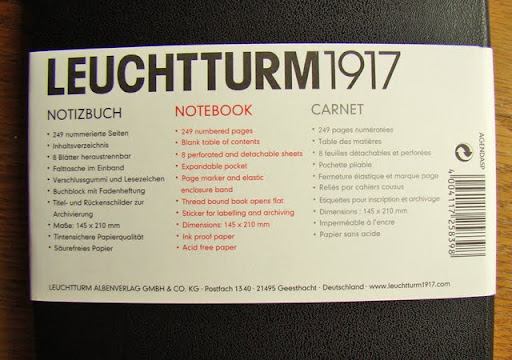 LEUCHTTURM1917
NOTIZBUCH
• 249 nummerierte Seiten
• Inhaltsverzeichnis
• 8 Blätter heraustrennbar
• Falttasche im Einband
• Verschlussgummi und Lesezeichen
• Buchblock mit Fadenheftung
• Titel- und Rückenschilder zur
Archivierung
• Maße: 145 x 210 mm
• Tintensichere Papierqualität
• Säurefreies Papier
NOTEBOOK
• 249 numbered pages
• Blank table of contents
• 8 perforated and detachable sheets
• Expandable pocket
• Page marker and elastic
enclosure band
• Thread bound book opens flat
• Sticker for labelling and archiving
• Dimensions: 145 x 210 mm
• Ink proof paper
• Acid free paper
CARNET
• 249 pages numérotées
• Table des matières
• 8 feuilles détachables et perforées
• Pochette pliable
• Fermeture élastique et marque page
• Reliés par cahiers cousus
• Etiquettes pour inscription et archivage
• Dimensions : 145 x 210 mm
• Imperméable à l'encre
• Papier sans acide
AGENDASP
4004117258398
LEUCHTTURM ALBENVERLAG GMBH & CO. KG · Postfach 1340 · 21495 Geesthacht · Deutschland · www.leuchtturm1917.com